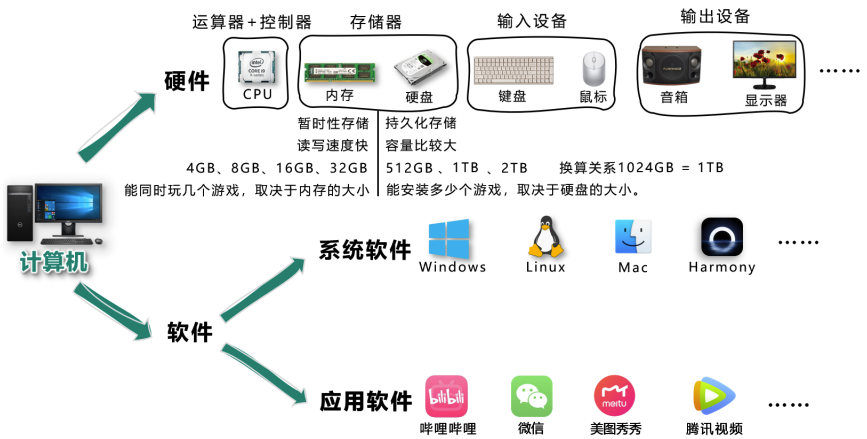 运算器+控制器
存储器
输入设备
输出设备
硬件
intel
CORE i9
CPU
内存
硬盘
键盘
鼠标
音箱
显示器
……
暂时性存储
持久化存储
读写速度快
容量比较大
4GB、8GB、16GB、32GB
512GB 、1TB 、2TB
换算关系1024GB = 1TB
能同时玩几个游戏，取决于内存的大小
能安装多少个游戏，取决于硬盘的大小。
计算机
系统软件
Windows
Linux
Mac
Harmony
……
软件
应用软件
bilibili
哔哩哔哩
微信
meitu
美图秀秀
腾讯视频
……